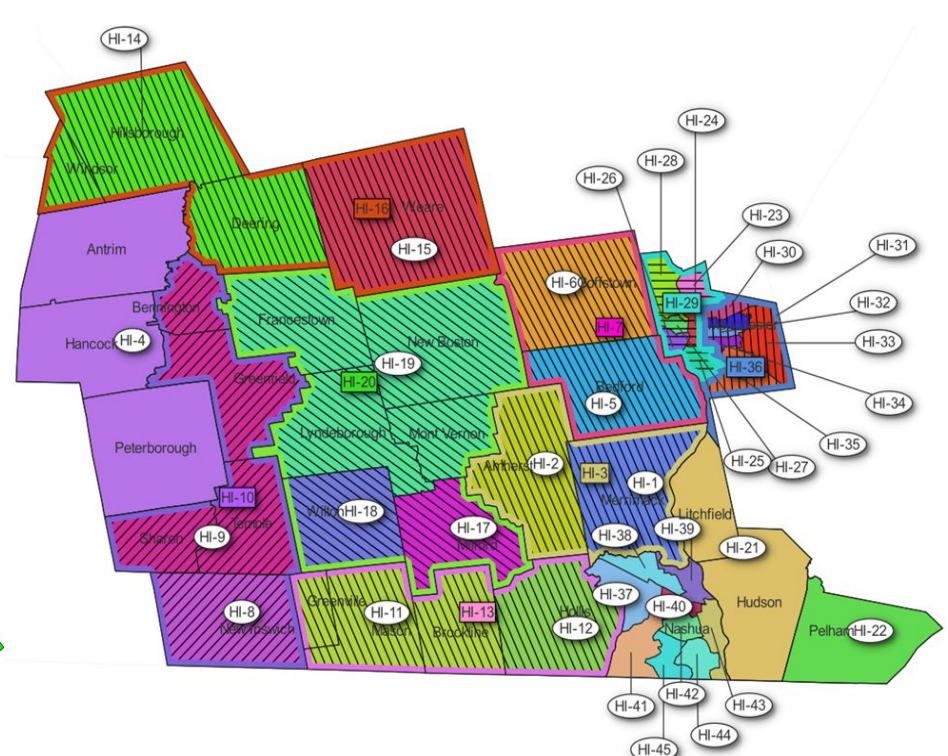 HI-14
HI-24
HI-28
HI-26
Hillsborough
Windsor
HI-23
HI-16
Weare
Deering
HI-30
HI-31
Antrim
HI-15
HI-6
Goffstown
HI-29
HI-32
Bennington
Francestown
HI-7
Hancock
HI-4
New Boston
HI-33
HI-19
HI-36
Greenfield
HI-20
Bedford
HI-5
HI-34
Lyndeborough
Mont Vernon
Peterborough
HI-35
HI-25
HI-27
Amherst
HI-2
HI-3
HI-1
HI-10
Merrimack
Wilton
HI-18
Litchfield
Temple
HI-17
Milford
HI-39
Sharon
HI-9
HI-38
HI-21
HI-37
Greenville
HI-40
Hudson
HI-8
HI-11
HI-13
Hollis
New Ipswich
Mason
Brookline
HI-12
Nashua
Pelham
HI-22
HI-41
HI-42
HI-43
HI-44
HI-45